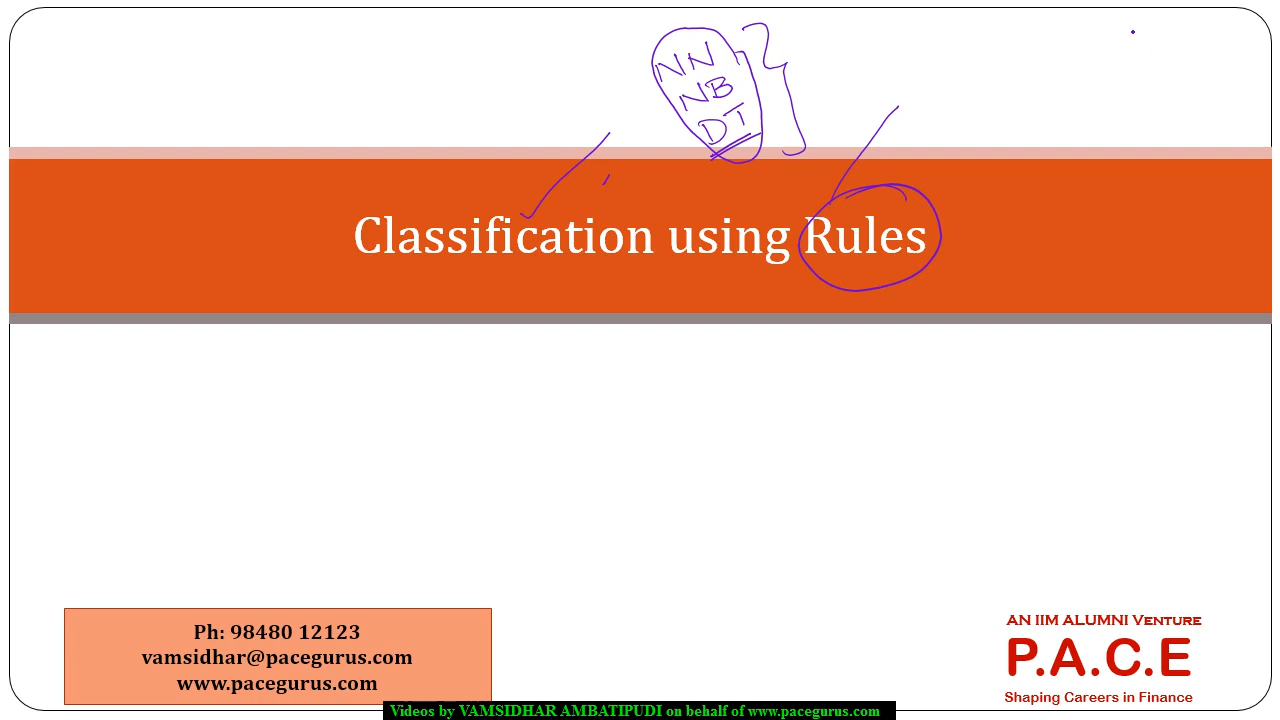 NN
NB
DT
Classification using Rules
Ph: 98480 12123
vamsidhar@pacegurus.com
www.pacegurus.com
AN IIM ALUMNI VENTURE
P.A.C.E
Shaping Careers in Finance
Videos by VAMSIDHAR AMBATIPUDI on behalf of www.pacegurus.com